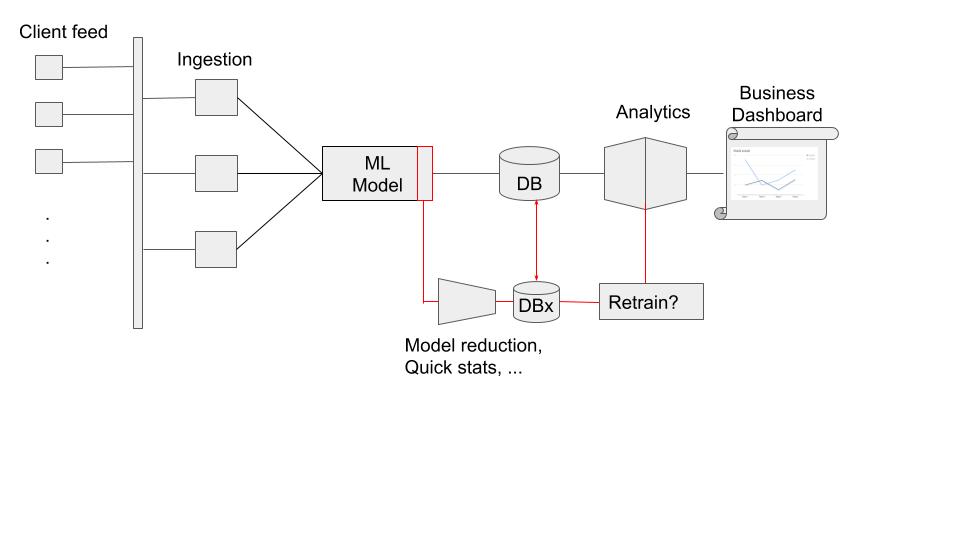 Client feed
Ingestion
.
.
.
ML
Model
DB
Analytics
Business
Dashboard
DBx
Retrain?
Model reduction,
Quick stats, ...